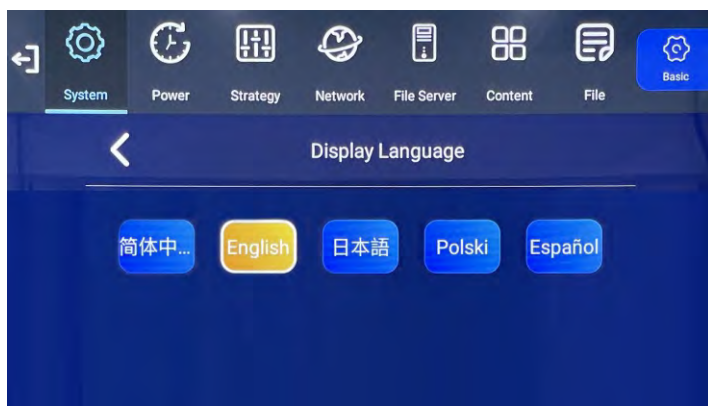 System
Power
Strategy
Network
File Server
Content
File
Basic
Display Language
简体中...
English
日本語
Polski
Español